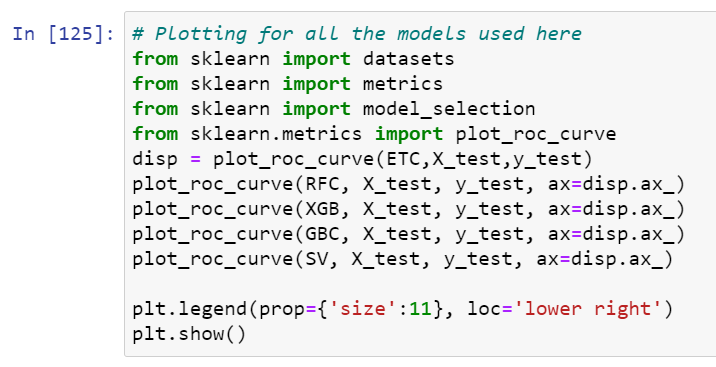 In [125]: # Plotting for all the models used here
from sklearn import datasets
from sklearn import metrics
from sklearn import model_selection
from sklearn.metrics import plot_roc_curve
disp = plot_roc_curve(ETC,X_test,y_test)
plot_roc_curve(RFC, X_test, y_test, ax=disp.ax_)
plot_roc_curve(XGB, X_test, y_test, ax=disp.ax_)
plot_roc_curve(GBC, X_test, y_test, ax=disp.ax_)
plot_roc_curve(SV, X_test, y_test, ax=disp.ax_)
plt.legend(prop={'size':11}, loc='lower right')
plt.show()